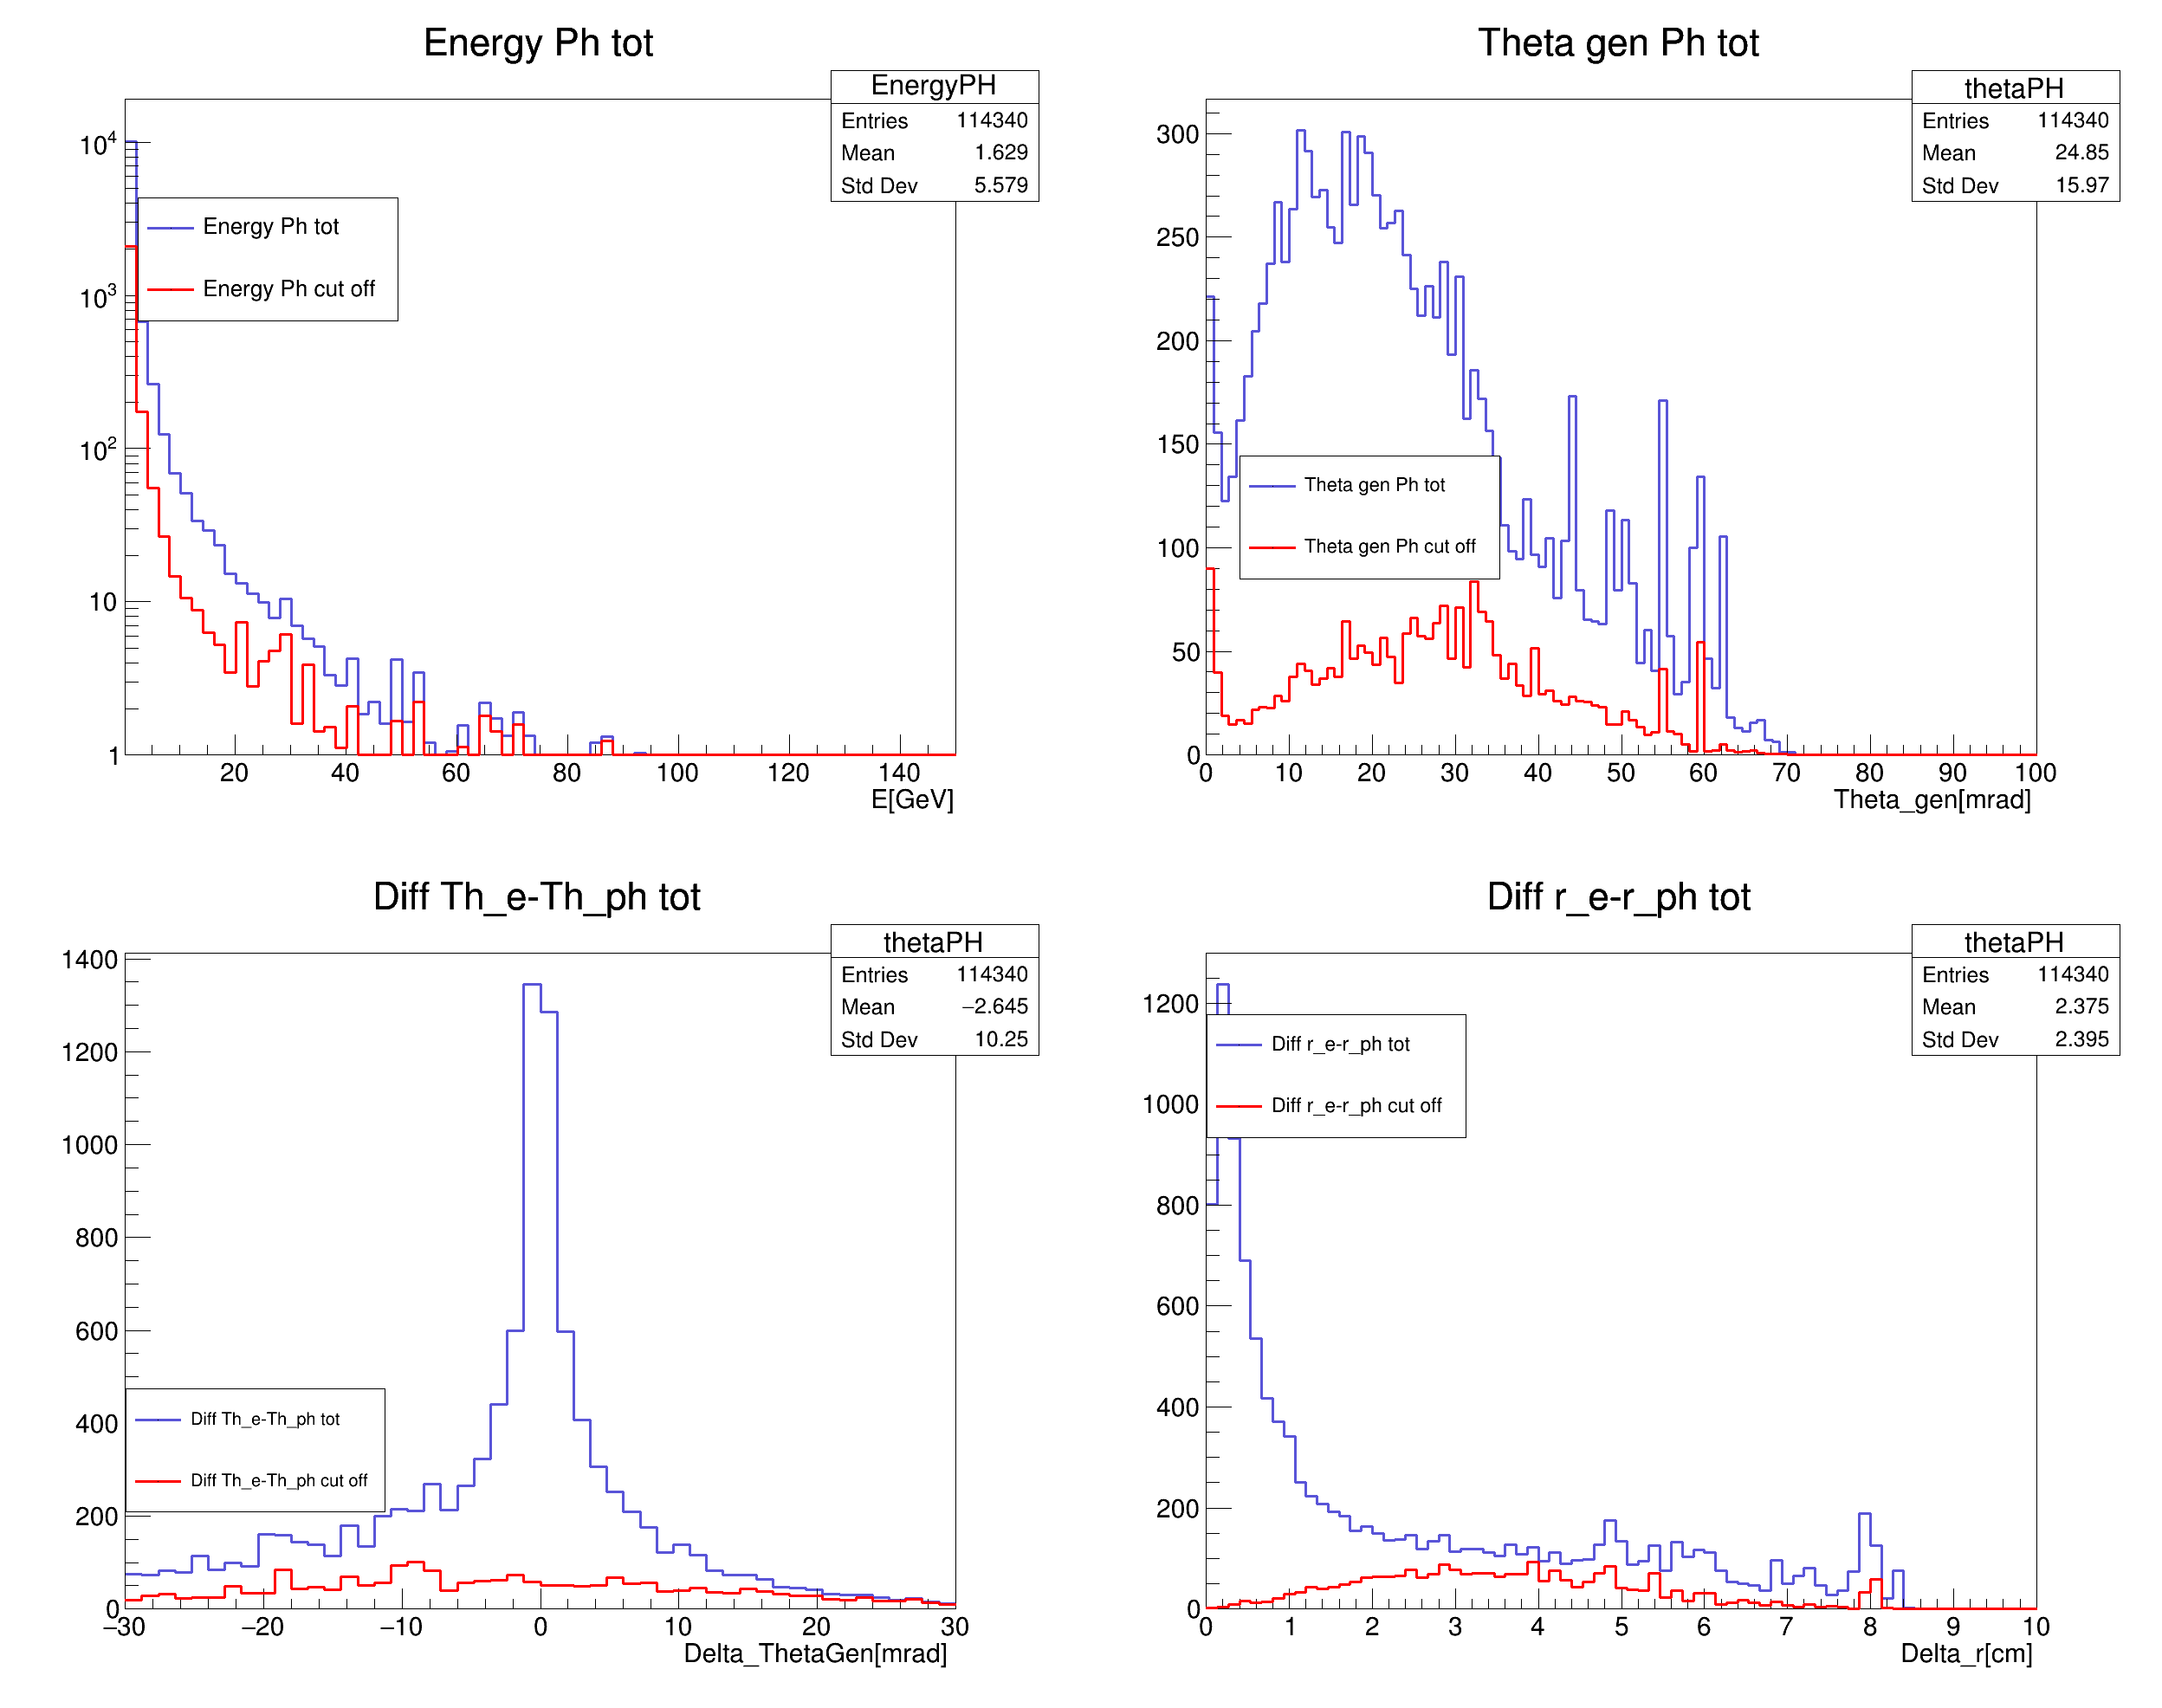 Energy Ph tot
EnergyPH
Entries 114340
Mean 1.629
Std Dev 5.579
Energy Ph tot
Energy Ph cut off
10^4
10^3
10^2
10
1
20 40 60 80 100 120 140
E[GeV]
Theta gen Ph tot
thetaPH
Entries 114340
Mean 24.85
Std Dev 15.97
300
250
200
150
100
50
0
Theta gen Ph tot
Theta gen Ph cut off
0 10 20 30 40 50 60 70 80 90 100
Theta_gen[mrad]
Diff Th_e-Th_ph tot
thetaPH
Entries 114340
Mean −2.645
Std Dev 10.25
1400
1200
1000
800
600
400
200
0
Diff Th_e-Th_ph tot
Diff Th_e-Th_ph cut off
−30 −20 −10 0 10 20 30
Delta_ThetaGen[mrad]
Diff r_e-r_ph tot
thetaPH
Entries 114340
Mean 2.375
Std Dev 2.395
1200
1000
800
600
400
200
0
Diff r_e-r_ph tot
Diff r_e-r_ph cut off
0 1 2 3 4 5 6 7 8 9 10
Delta_r[cm]